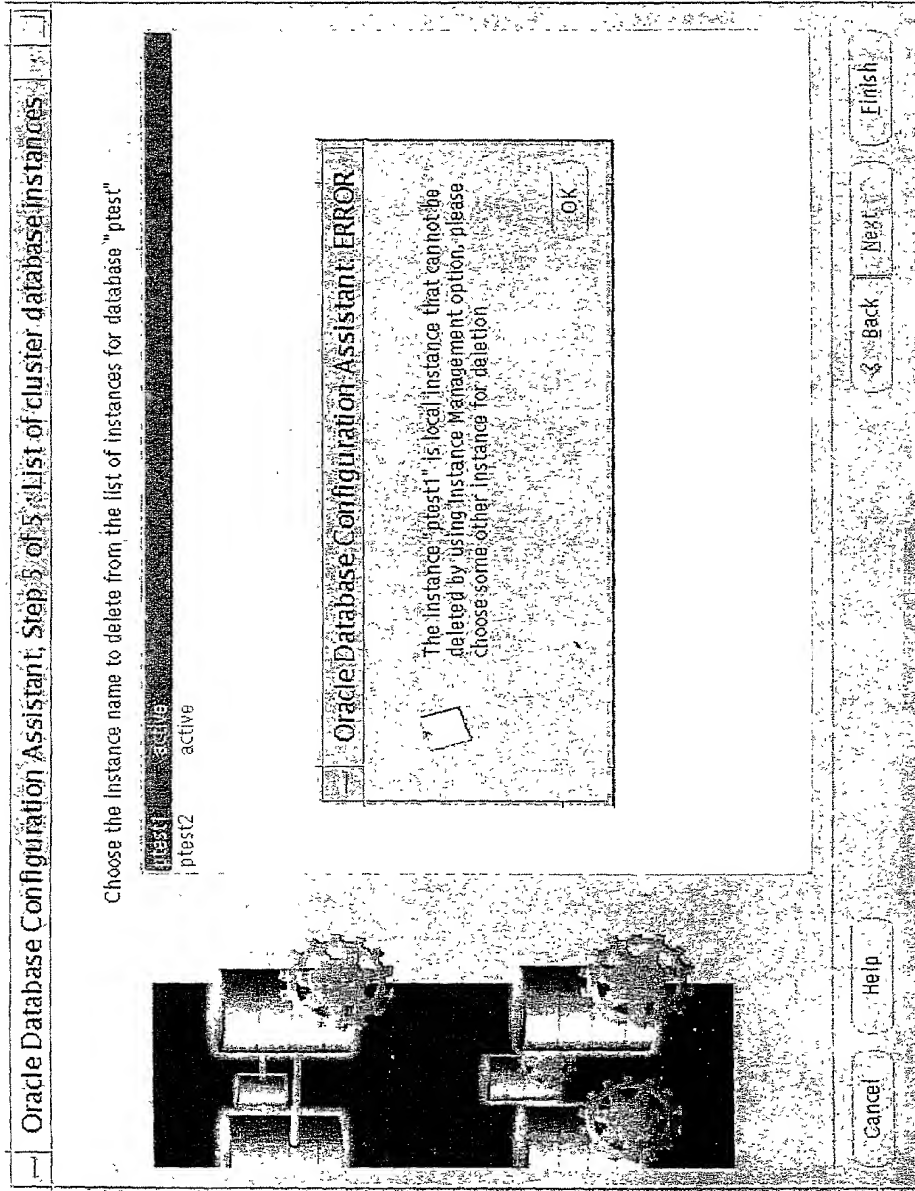 Oracle Database Configuration Assistant, Step 5 of 5: List of cluster database instances
Choose the Instance name to delete from the list of instances for database "ptest"
ptest1 active
ptest2 active
Oracle Database Configuration Assistant: ERROR
The Instance "ptest1" is local instance that cannot be
deleted by using Instance Management option, please
choose some other instance for deletion
OK
Cancel
Help
Back
Next
Finish